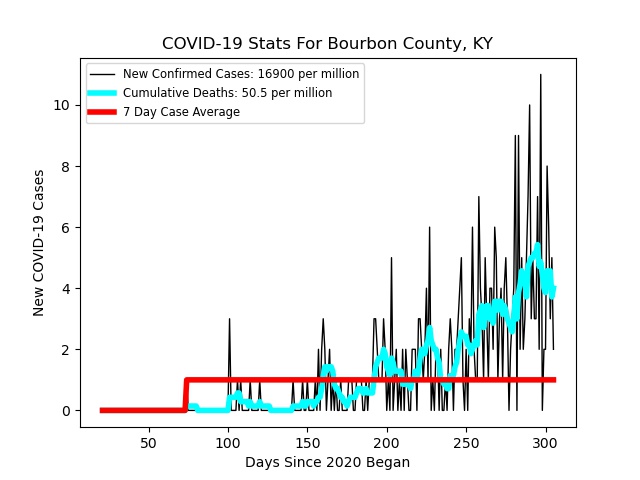 COVID-19 Stats For Bourbon County, KY
New Confirmed Cases: 16900 per million
Cumulative Deaths: 50.5 per million
7 Day Case Average
New COVID-19 Cases
10
8
6
4
2
0
50
100
150
200
250
300
Days Since 2020 Began